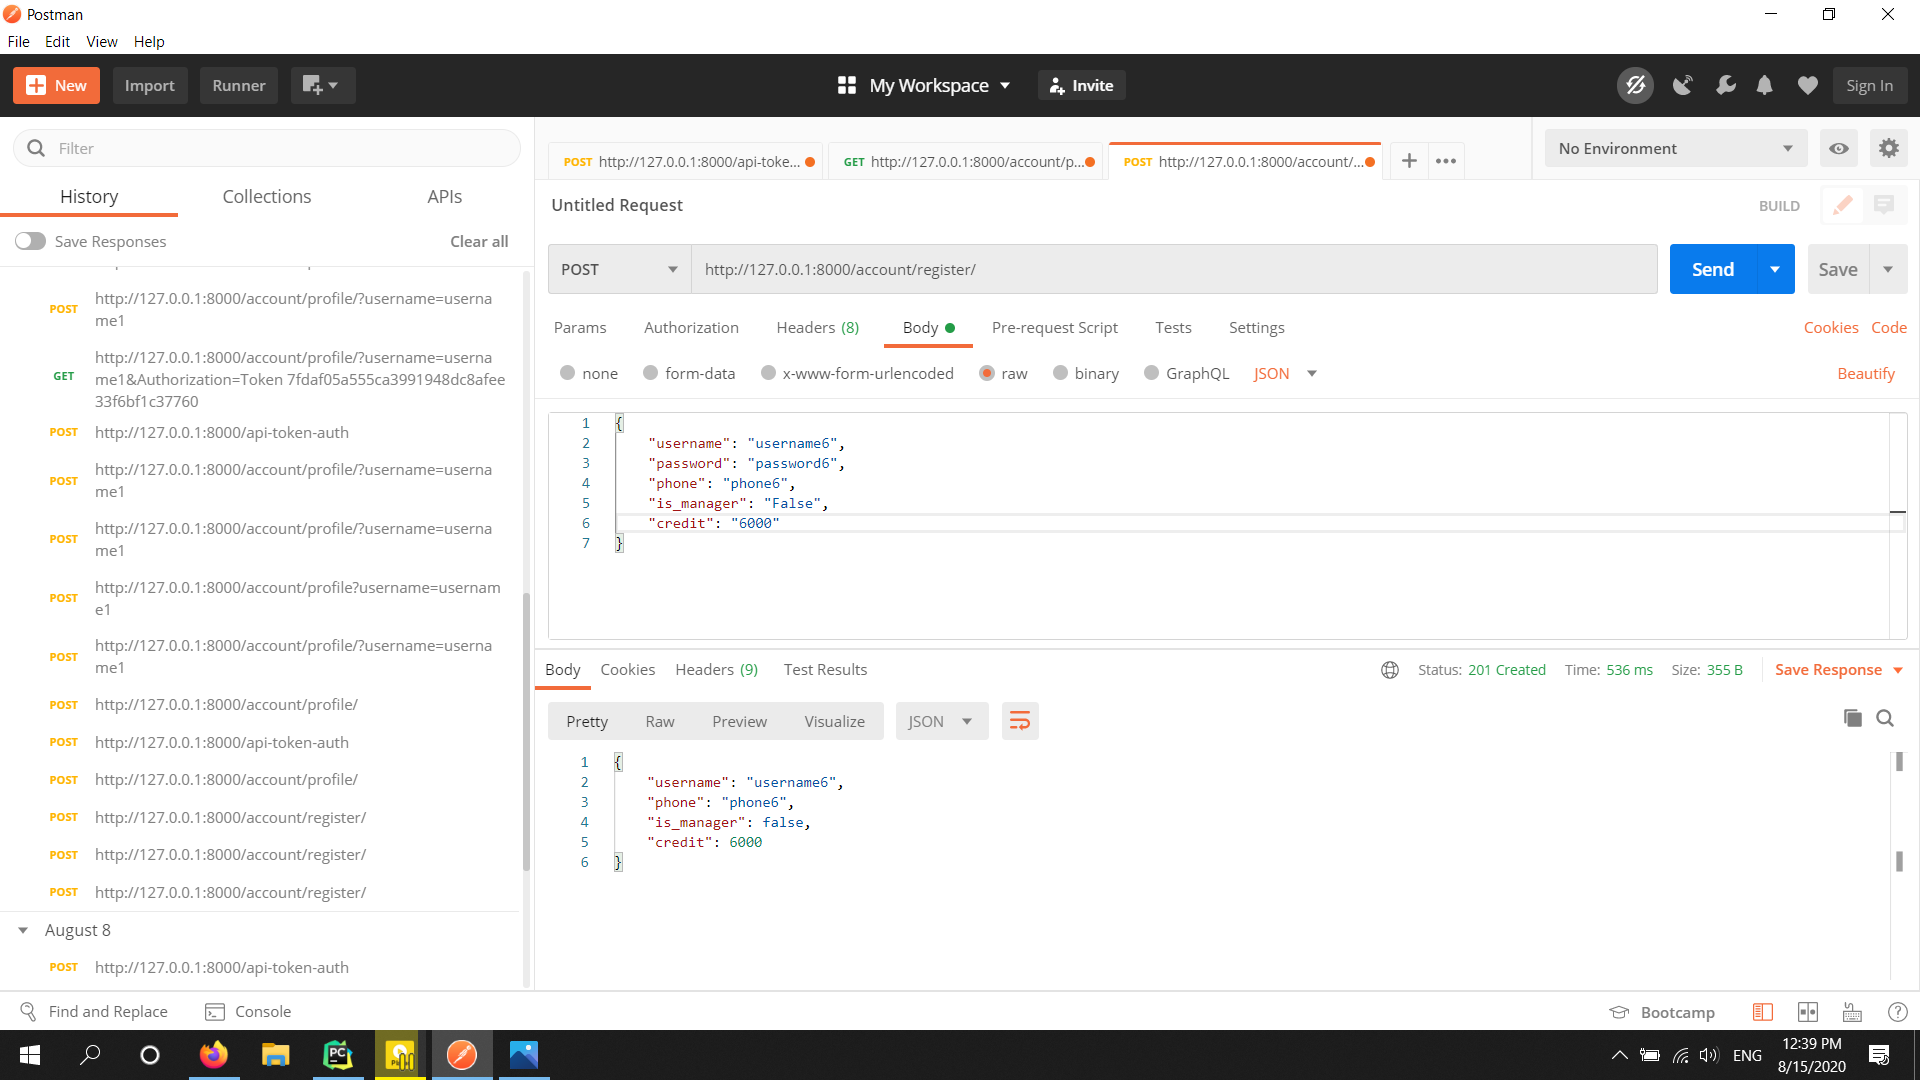 Postman
File Edit View Help
New Import Runner My Workspace Invite Sign In
Filter
History Collections APIs
Save Responses Clear all
POST http://127.0.0.1:8000/account/profile/?username=userna
me1
GET http://127.0.0.1:8000/account/profile/?username=userna
me1&Authorization=Token 7fdaf05a555ca3991948dc8afee
33f6bf1c37760
POST http://127.0.0.1:8000/api-token-auth
POST http://127.0.0.1:8000/account/profile/?username=userna
me1
POST http://127.0.0.1:8000/account/profile/?username=userna
me1
POST http://127.0.0.1:8000/account/profile?username=usernam
e1
POST http://127.0.0.1:8000/account/profile/?username=userna
me1
POST http://127.0.0.1:8000/account/profile/
POST http://127.0.0.1:8000/api-token-auth
POST http://127.0.0.1:8000/account/profile/
POST http://127.0.0.1:8000/account/register/
POST http://127.0.0.1:8000/account/register/
POST http://127.0.0.1:8000/account/register/
August 8
POST http://127.0.0.1:8000/api-token-auth
POST http://127.0.0.1:8000/api-toke... GET http://127.0.0.1:8000/account/p... POST http://127.0.0.1:8000/account/... No Environment
Untitled Request BUILD
POST http://127.0.0.1:8000/account/register/ Send Save
Params Authorization Headers (8) Body Pre-request Script Tests Settings Cookies Code
none form-data x-www-form-urlencoded raw binary GraphQL JSON Beautify
1 {
2 "username": "username6",
3 "password": "password6",
4 "phone": "phone6",
5 "is_manager": "False",
6 "credit": "6000"
7 }
Body Cookies Headers (9) Test Results Status: 201 Created Time: 536 ms Size: 355 B Save Response
Pretty Raw Preview Visualize JSON
1 {
2 "username": "username6",
3 "phone": "phone6",
4 "is_manager": false,
5 "credit": 6000
6 }
Find and Replace Console Bootcamp
PC ENG 12:39 PM
8/15/2020